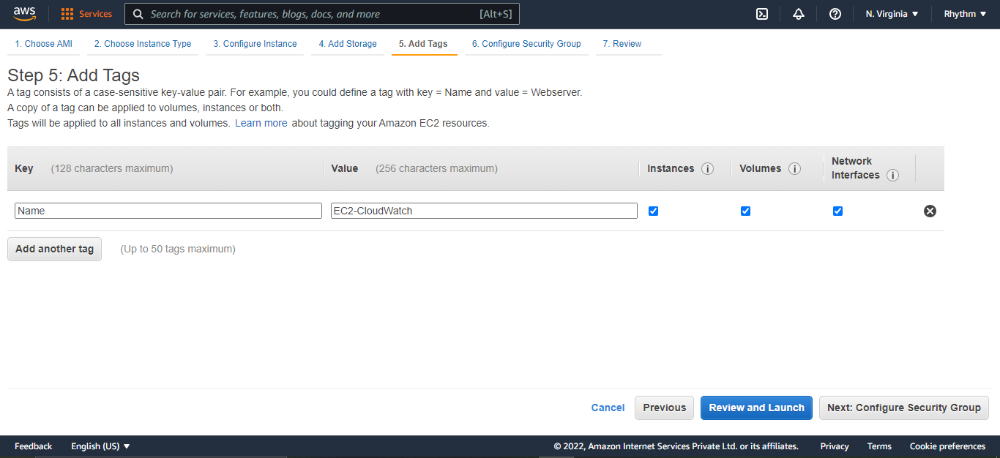 aws Services Search for services, features, blogs, docs, and more [Alt+S] N. Virginia Rhythm
1. Choose AMI 2. Choose Instance Type 3. Configure Instance 4. Add Storage 5. Add Tags 6. Configure Security Group 7. Review
Step 5: Add Tags
A tag consists of a case-sensitive key-value pair. For example, you could define a tag with key = Name and value = Webserver.
A copy of a tag can be applied to volumes, instances or both.
Tags will be applied to all instances and volumes. Learn more about tagging your Amazon EC2 resources.
Key (128 characters maximum) Value (256 characters maximum) Instances Volumes Network Interfaces
Name EC2-CloudWatch
Add another tag (Up to 50 tags maximum)
Cancel Previous Review and Launch Next: Configure Security Group
Feedback English (US) © 2022, Amazon Internet Services Private Ltd. or its affiliates. Privacy Terms Cookie preferences